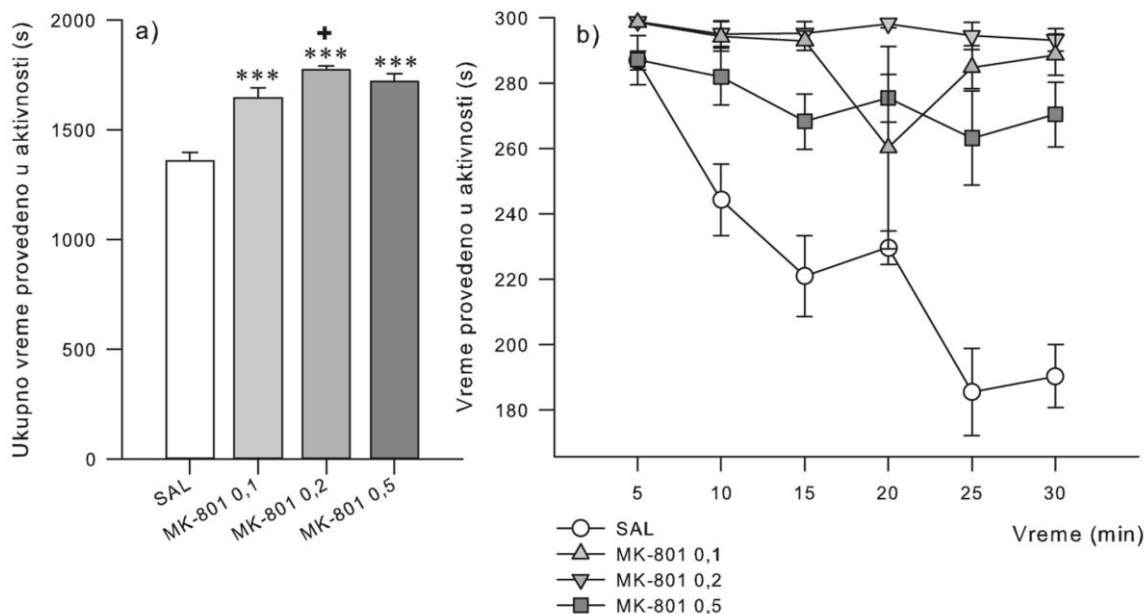 a)
Ukupno vreme provedeno u aktivnosti (s)
2000
1500
1000
500
0
+
***
***
***
SAL
MK-801 0,1
MK-801 0,2
MK-801 0,5
b)
Vreme provedeno u aktivnosti (s)
300
280
260
240
220
200
180
5
10
15
20
25
30
Vreme (min)
SAL
MK-801 0,1
MK-801 0,2
MK-801 0,5